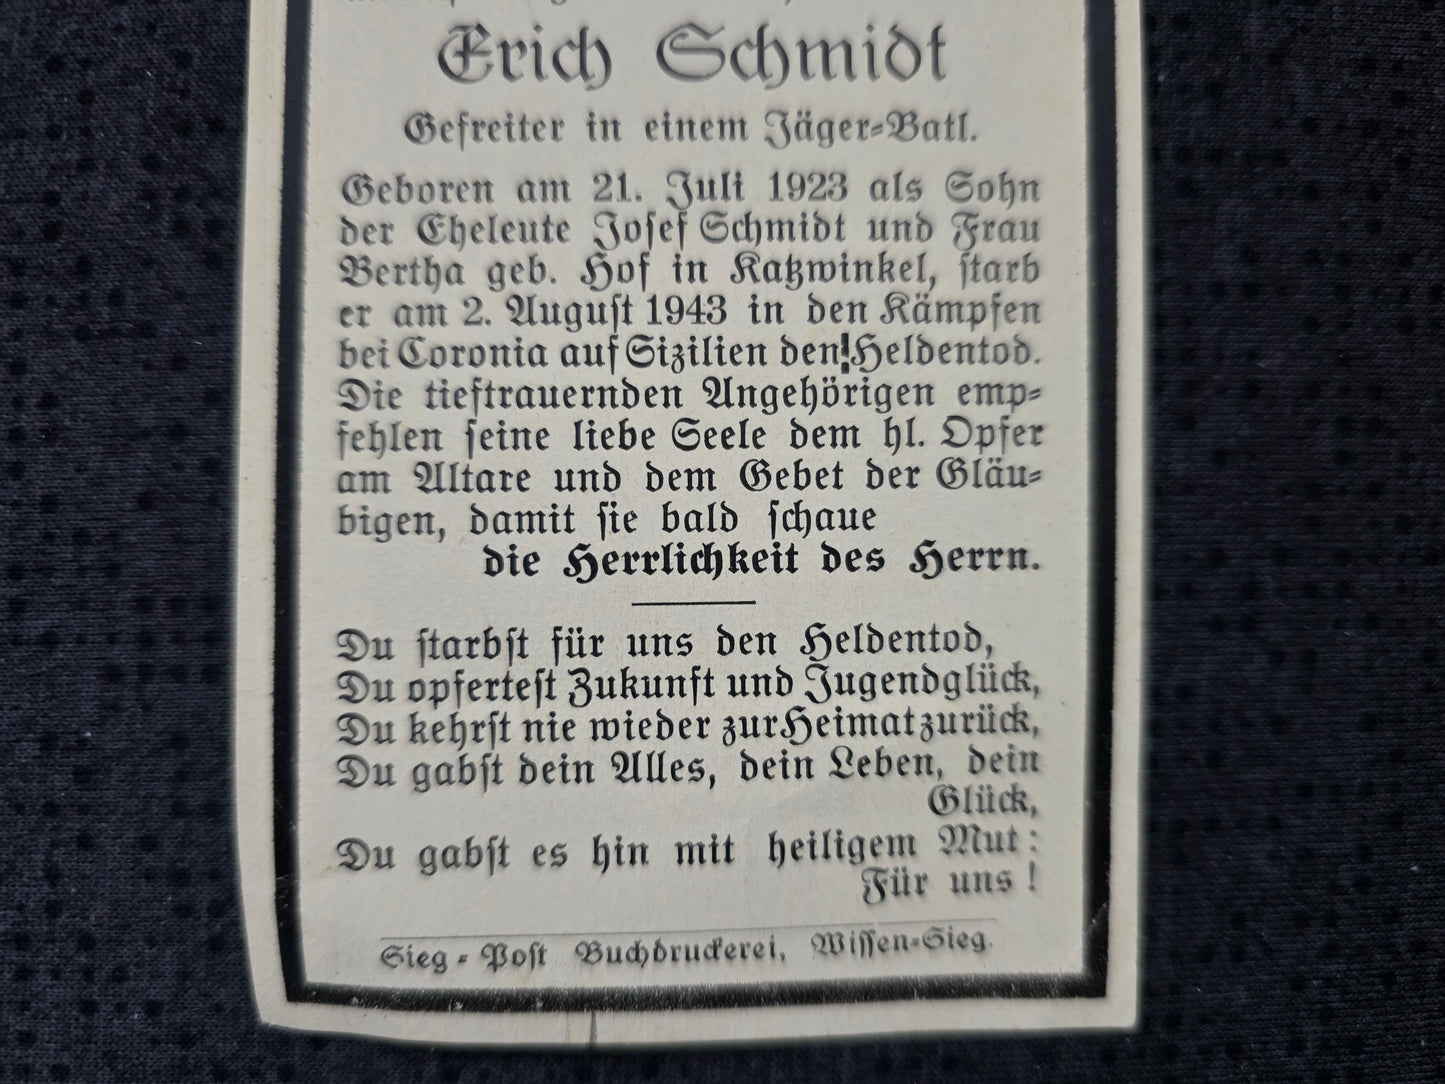 Erich Schmidt
Gefreiter in einem Jäger-Batl.
Geboren am 21. Juli 1923 als Sohn
der Eheleute Josef Schmidt und Frau
Bertha geb. Hof in Katzwinkel, starb
er am 2. August 1943 in den Kämpfen
bei Coronia auf Sizilien den Heldentod.
Die tieftrauernden Angehörigen emp-
fehlen seine liebe Seele dem hl. Opfer
am Altare und dem Gebet der Gläu-
bigen, damit sie bald schaue
die Herrlichkeit des Herrn.
Du starbst für uns den Heldentod,
Du opfertest Zukunft und Jugendglück,
Du kehrst nie wieder zur Heimat zurück,
Du gabst dein Alles, dein Leben, dein
Glück,
Du gabst es hin mit heiligem Mut:
Für uns!
Sieg-Post Buchdruckerei, Wissen-Sieg.